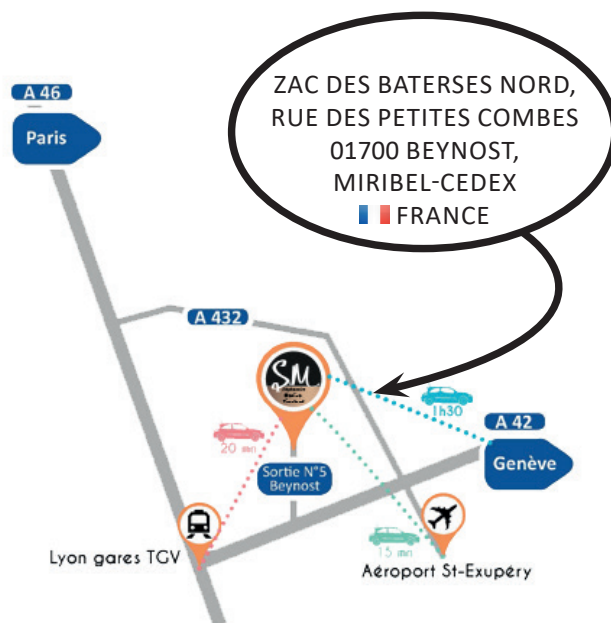 A 46
Paris
ZAC DES BATERSES NORD,
RUE DES PETITES COMBES
01700 BEYNOST,
MIRIBEL-CEDEX
FRANCE
A 432
SM
1h30
A 42
Genève
20 mn
Sortie N°5
Beynost
15 mn
Lyon gares TGV
Aéroport St-Exupéry